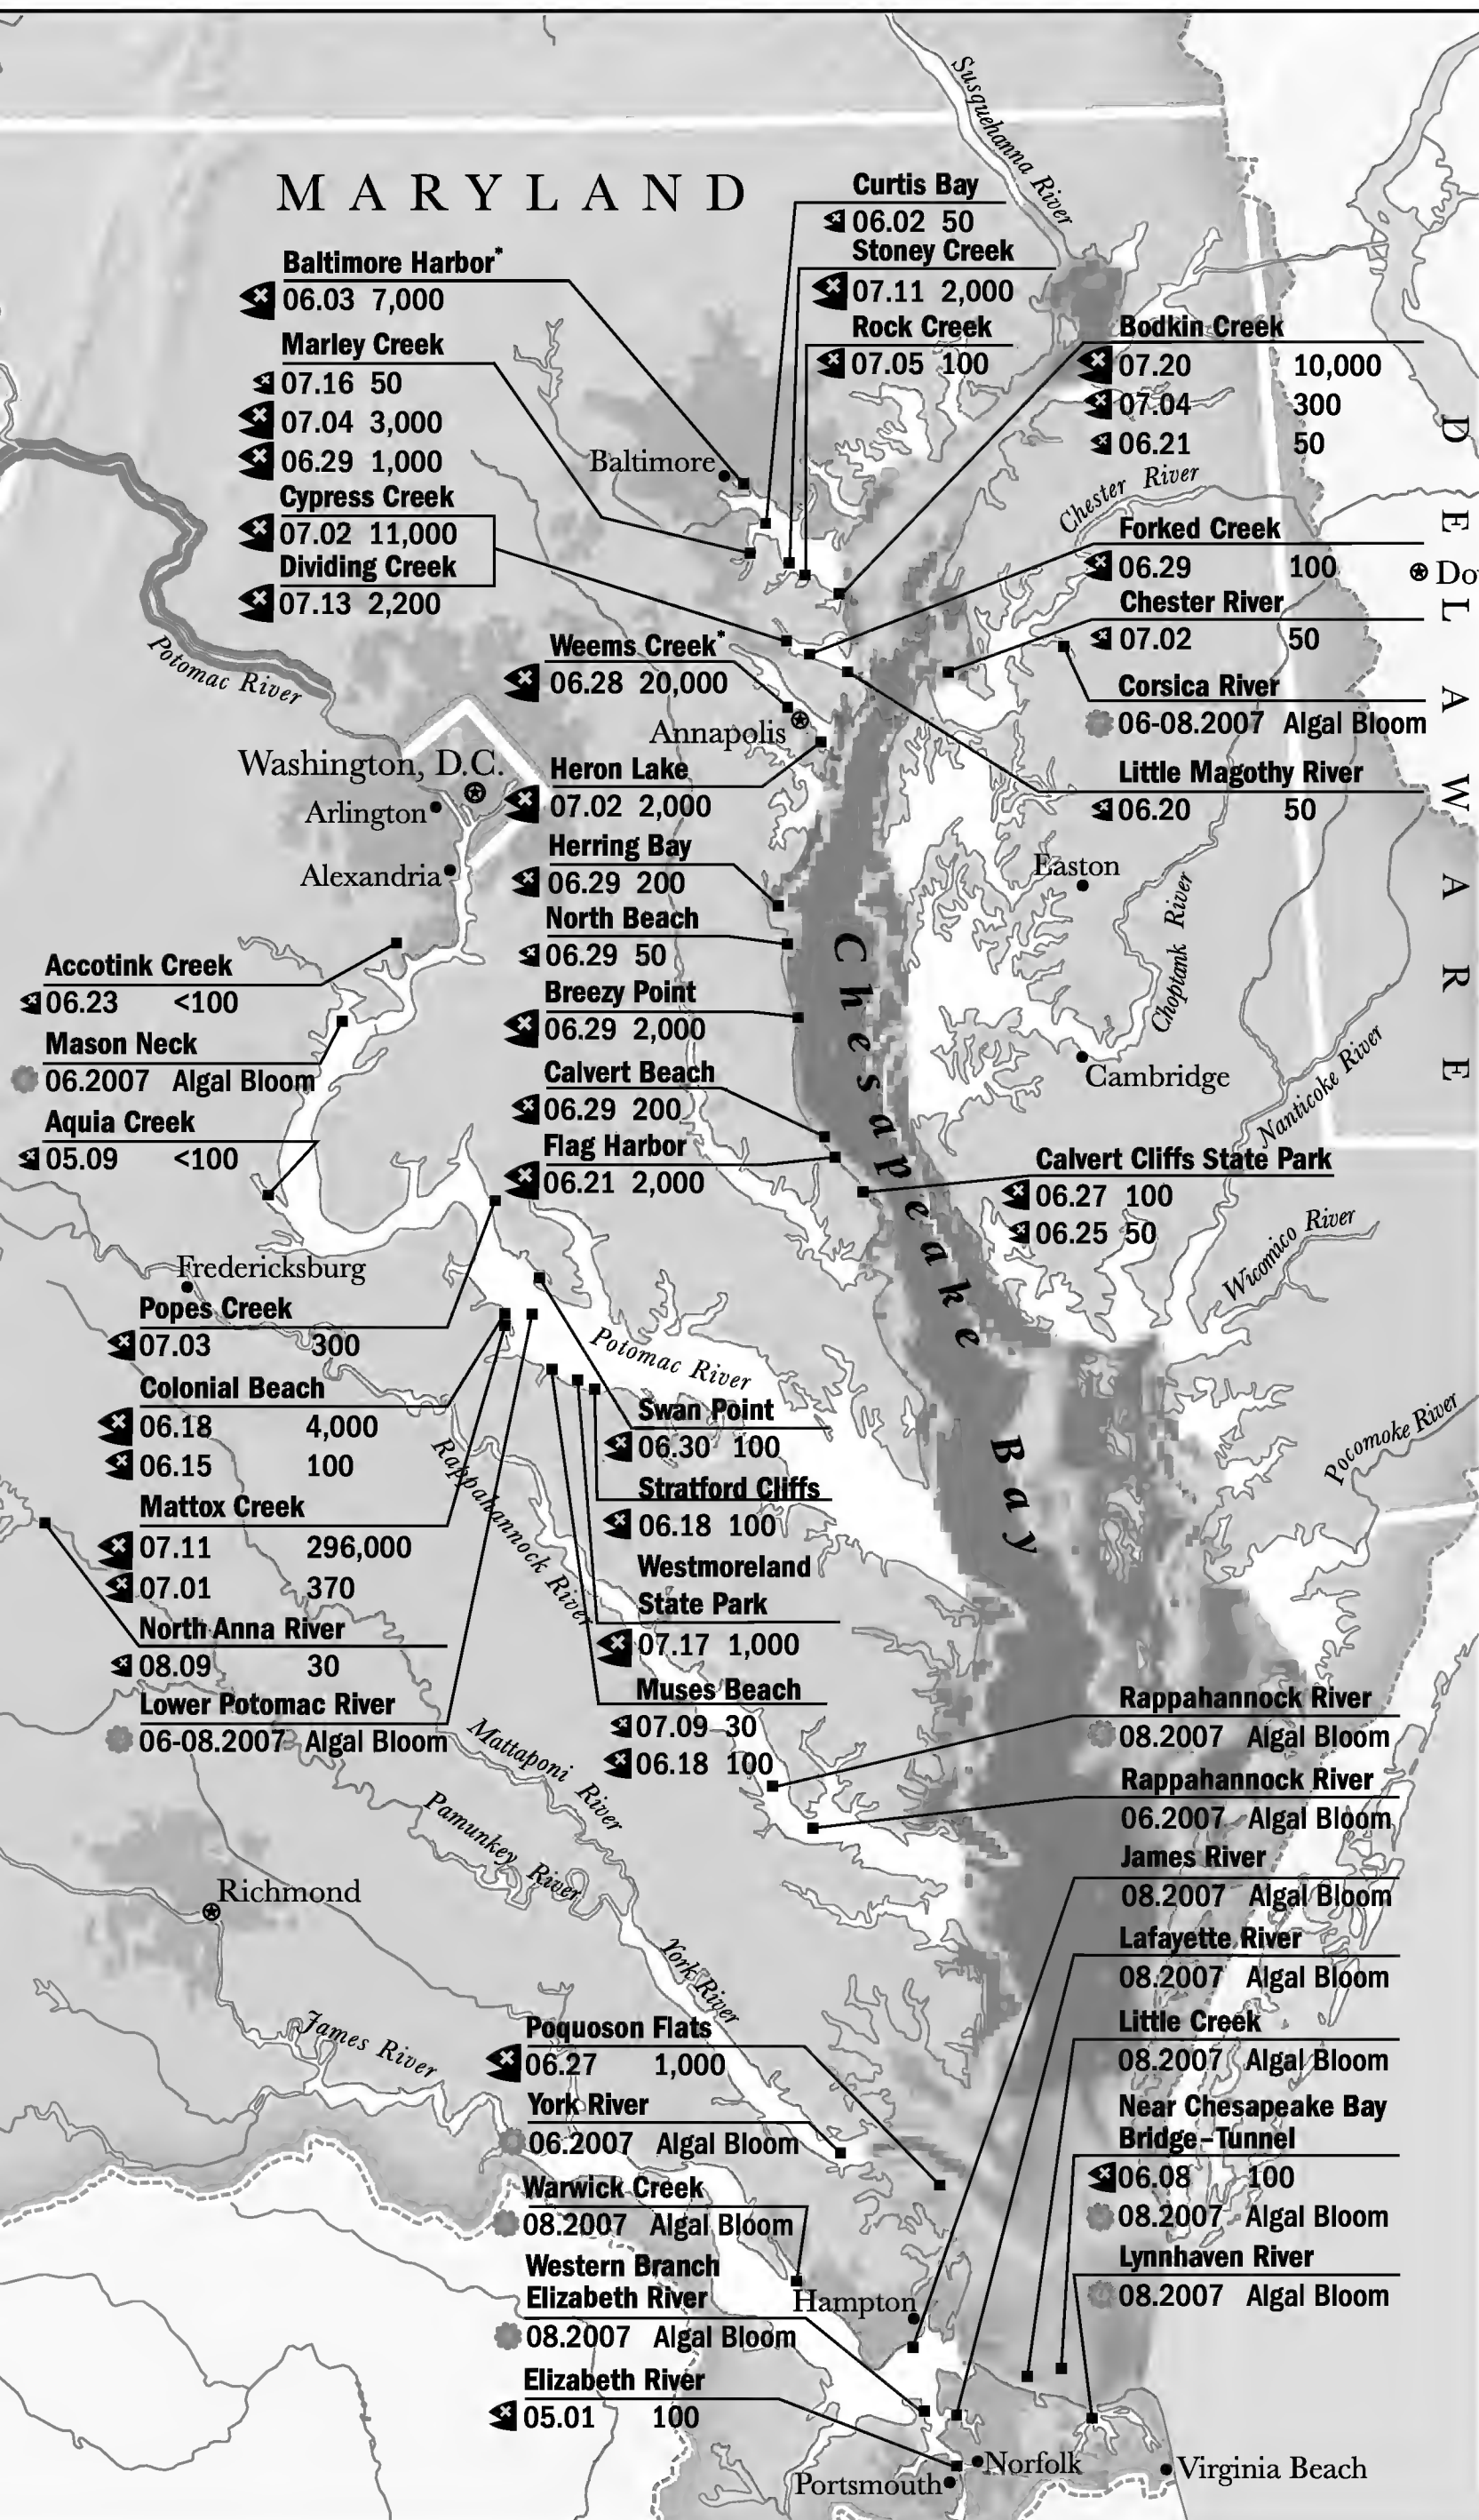 Susquehanna River
MARYLAND
Curtis Bay
06.02 50
Stoney Creek
07.11 2,000
Rock Creek
07.05 100
Baltimore Harbor*
06.03 7,000
Marley Creek
07.16 50
07.04 3,000
06.29 1,000
Cypress Creek
07.02 11,000
Dividing Creek
07.13 2,200
Baltimore
Bodkin Creek
07.20 10,000
07.04 300
06.21 50
Chester River
Forked Creek
06.29 100
Do
Chester River
07.02 50
Corsica River
06-08.2007 Algal Bloom
Little Magothy River
06.20 50
DELAWARE
Potomac River
Weems Creek*
06.28 20,000
Annapolis
Washington, D.C.
Arlington
Alexandria
Heron Lake
07.02 2,000
Herring Bay
06.29 200
North Beach
06.29 50
Breezy Point
06.29 2,000
Calvert Beach
06.29 200
Flag Harbor
06.21 2,000
Easton
Choptank River
Cambridge
Nanticoke River
Chesapeake Bay
Calvert Cliffs State Park
06.27 100
06.25 50
Wicomico River
Pocomoke River
Accotink Creek
06.23 <100
Mason Neck
06.2007 Algal Bloom
Aquia Creek
05.09 <100
Fredericksburg
Popes Creek
07.03 300
Colonial Beach
06.18 4,000
06.15 100
Mattox Creek
07.11 296,000
07.01 370
North Anna River
08.09 30
Lower Potomac River
06-08.2007 Algal Bloom
Potomac River
Rappahannock River
Swan Point
06.30 100
Stratford Cliffs
06.18 100
Westmoreland
State Park
07.17 1,000
Muses Beach
07.09 30
06.18 100
Mattaponi River
Pamunkey River
Richmond
York River
James River
Rappahannock River
08.2007 Algal Bloom
Rappahannock River
06.2007 Algal Bloom
James River
08.2007 Algal Bloom
Lafayette River
08.2007 Algal Bloom
Little Creek
08.2007 Algal Bloom
Near Chesapeake Bay
Bridge-Tunnel
06.08 100
08.2007 Algal Bloom
Lynnhaven River
08.2007 Algal Bloom
Poquoson Flats
06.27 1,000
York River
06.2007 Algal Bloom
Warwick Creek
08.2007 Algal Bloom
Western Branch
Elizabeth River
08.2007 Algal Bloom
Elizabeth River
05.01 100
Hampton
Norfolk
Portsmouth
Virginia Beach